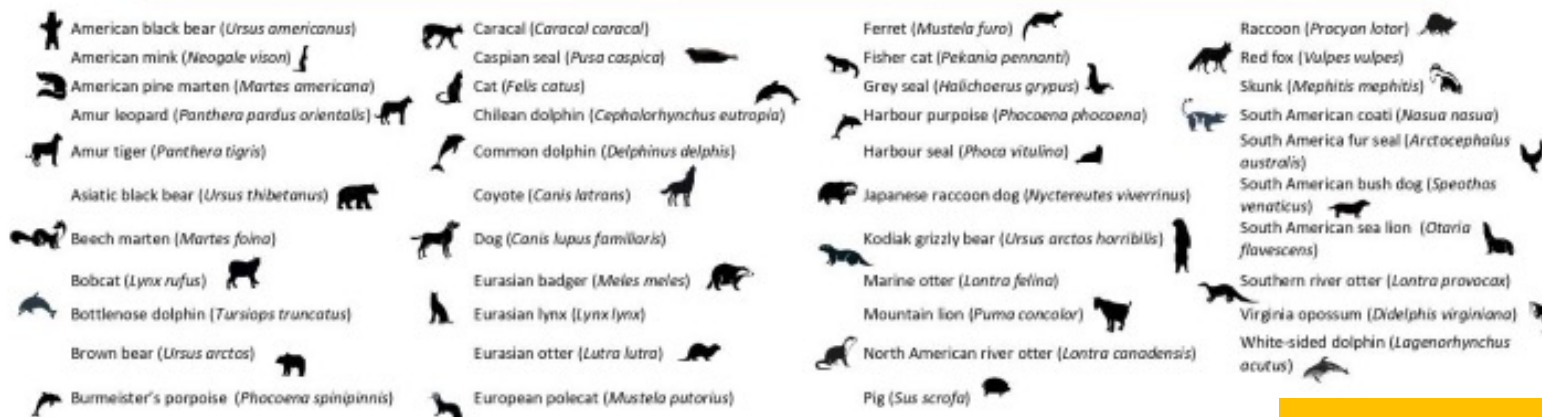 American black bear (Ursus americanus)
American mink (Neogale vison)
American pine marten (Martes americana)
Amur leopard (Panthera pardus orientalis)
Amur tiger (Panthera tigris)
Asiatic black bear (Ursus thibetanus)
Beech marten (Martes foina)
Bobcat (Lynx rufus)
Bottlenose dolphin (Tursiops truncatus)
Brown bear (Ursus arctos)
Burmeister's porpoise (Phocoena spinipinnis)
Caracal (Caracal caracal)
Caspian seal (Pusa caspica)
Cat (Felis catus)
Chilean dolphin (Cephalorhynchus eutropia)
Common dolphin (Delphinus delphis)
Coyote (Canis latrans)
Dog (Canis lupus familiaris)
Eurasian badger (Meles meles)
Eurasian lynx (Lynx lynx)
Eurasian otter (Lutra lutra)
European polecat (Mustela putorius)
Ferret (Mustela furo)
Fisher cat (Pekania pennanti)
Grey seal (Halichoerus grypus)
Harbour purpoise (Phocoena phocoena)
Harbour seal (Phoca vitulina)
Japanese raccoon dog (Nyctereutes viverrinus)
Kodiak grizzly bear (Ursus arctos horribilis)
Marine otter (Lontra felina)
Mountain lion (Puma concolor)
North American river otter (Lontra canadensis)
Pig (Sus scrofa)
Raccoon (Procyon lotor)
Red fox (Vulpes vulpes)
Skunk (Mephitis mephitis)
South American coati (Nasua nasua)
South America fur seal (Arctocephalus
australis)
South American bush dog (Speothos
venaticus)
South American sea lion (Otaria
flavescens)
Southern river otter (Lontra provocax)
Virginia opossum (Didelphis virginiana)
White-sided dolphin (Lagenorhynchus
acutus)